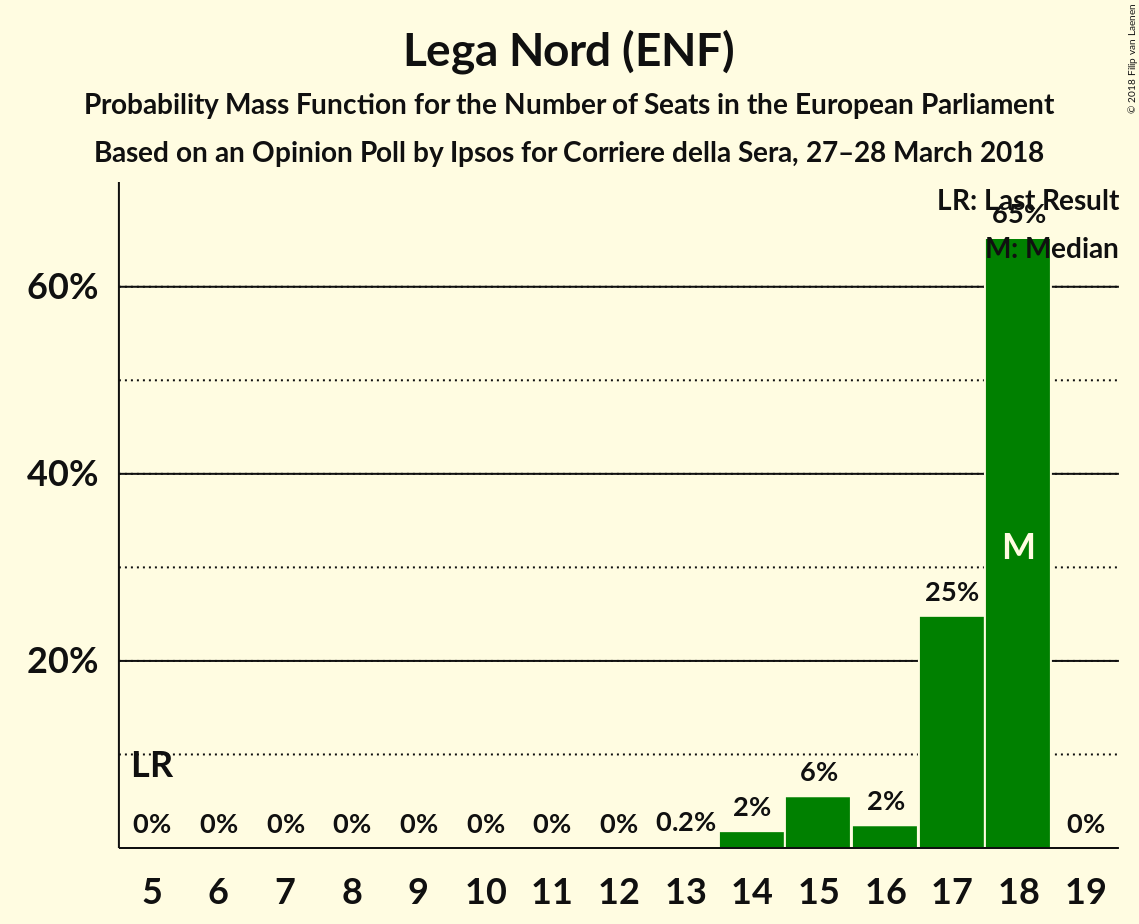 Lega Nord (ENF)
Probability Mass Function for the Number of Seats in the European Parliament
Based on an Opinion Poll by Ipsos for Corriere della Sera, 27–28 March 2018
© 2018 Filip van Laenen
LR: Last Result
M: Median
60%
40%
20%
LR
0% 0% 0% 0% 0% 0% 0% 0% 0.2% 2% 6% 2% 25% 65% 0%
M
5 6 7 8 9 10 11 12 13 14 15 16 17 18 19